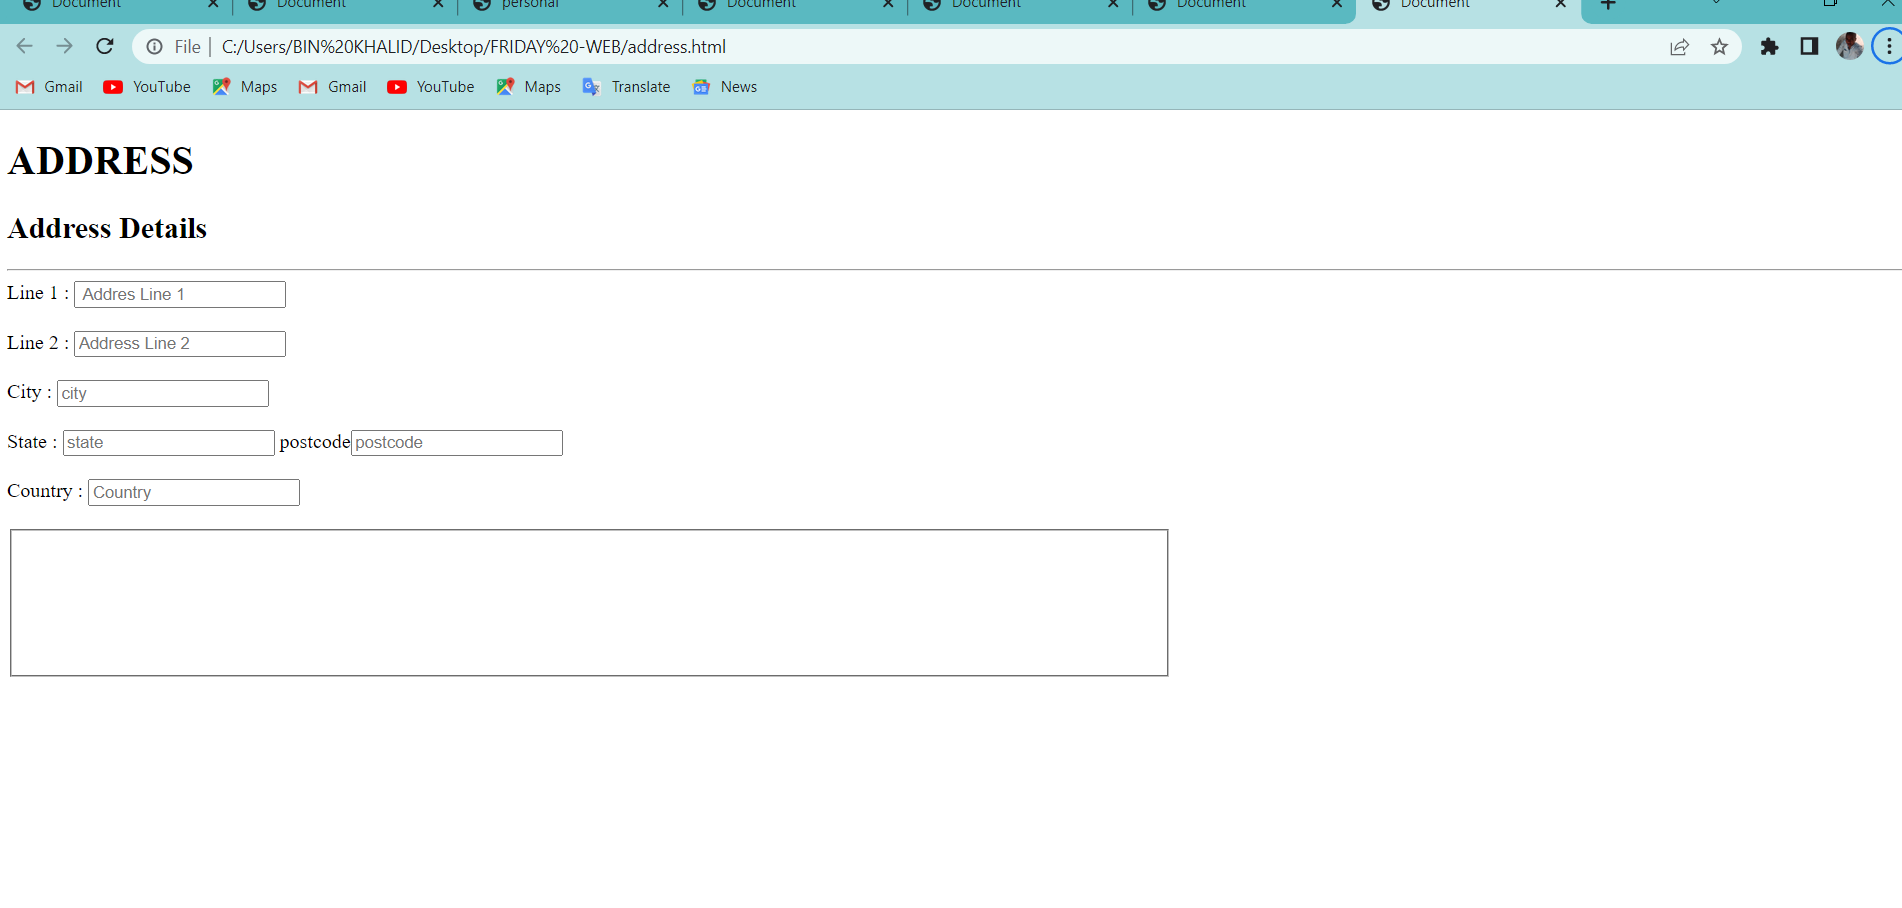 Document Document personal Document Document Document Document
File C:/Users/BIN%20KHALID/Desktop/FRIDAY%20-WEB/address.html
Gmail YouTube Maps Gmail YouTube Maps Translate News
ADDRESS
Address Details
Line 1 : Addres Line 1
Line 2 : Address Line 2
City : city
State : state postcode postcode
Country : Country